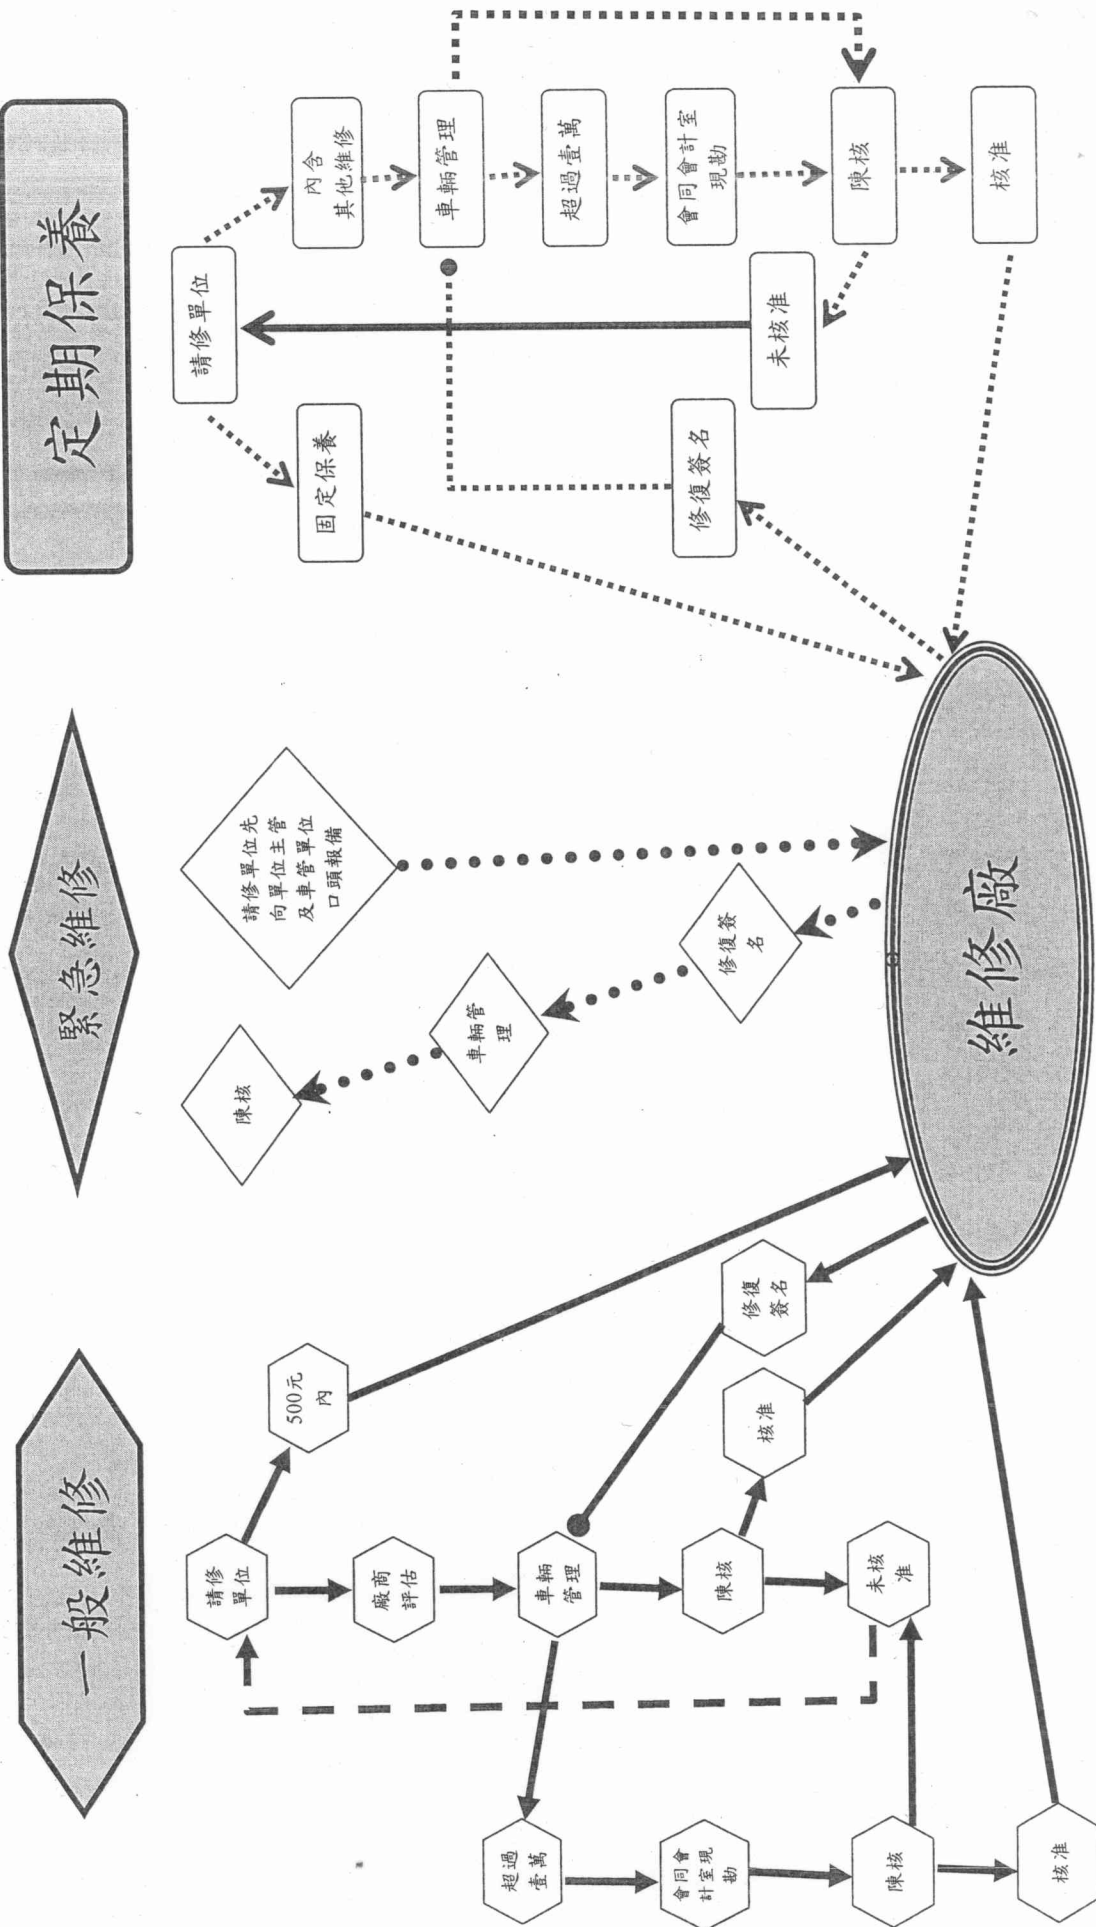 一般維修
緊急維修
定期保養
請修
單位
500元
內
廠商
評估
車輛
管理
陳核
核准
未核
准
修復
簽名
超過
壹萬
會同會
計室現
勘
陳核
核准
請修單位先
向單位主管
及車管單位
口頭報備
修復簽
名
車輛管
理
陳核
請修單位
固定保養
內含
其他維修
車輛管理
超過壹萬
會同會計室
現勘
陳核
核准
未核准
修復簽名
維修廠